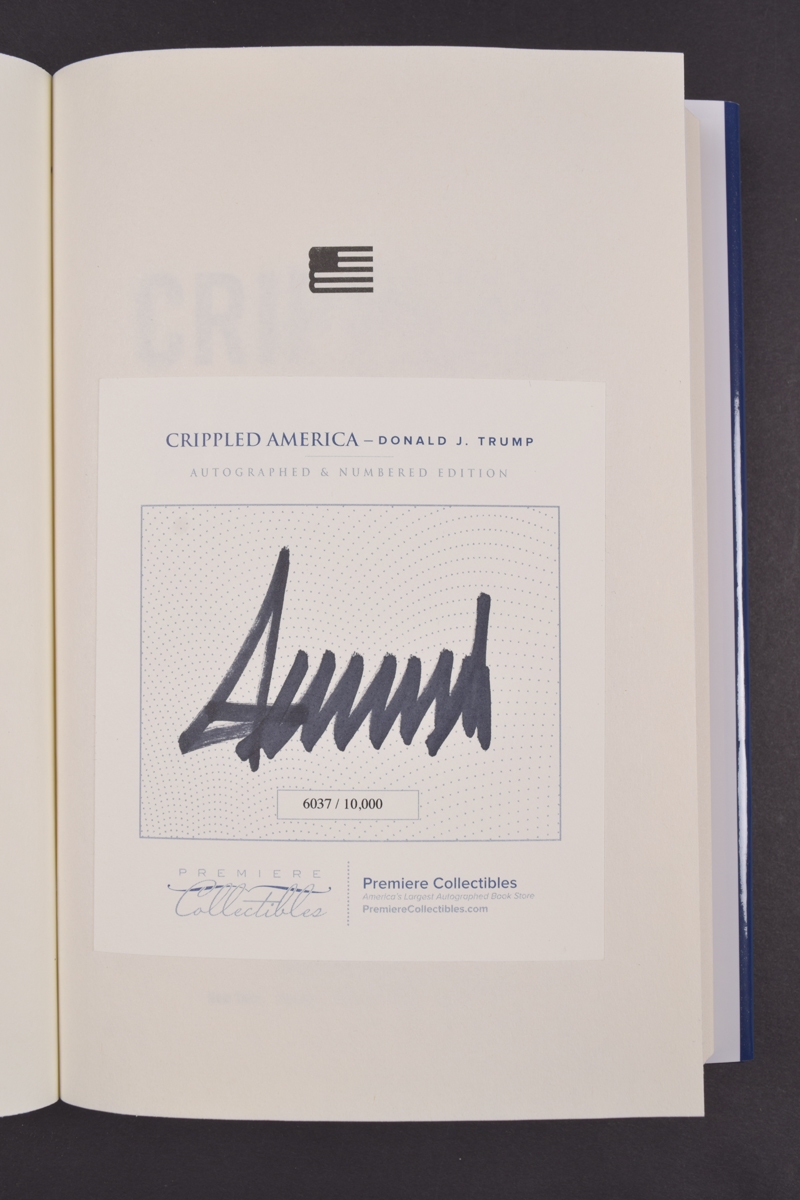 CRIPPLED AMERICA – DONALD J. TRUMP
AUTOGRAPHED & NUMBERED EDITION
6037 / 10,000
PREMIERE
Collectibles
Premiere Collectibles
America's Largest Autographed Book Store
PremiereCollectibles.com